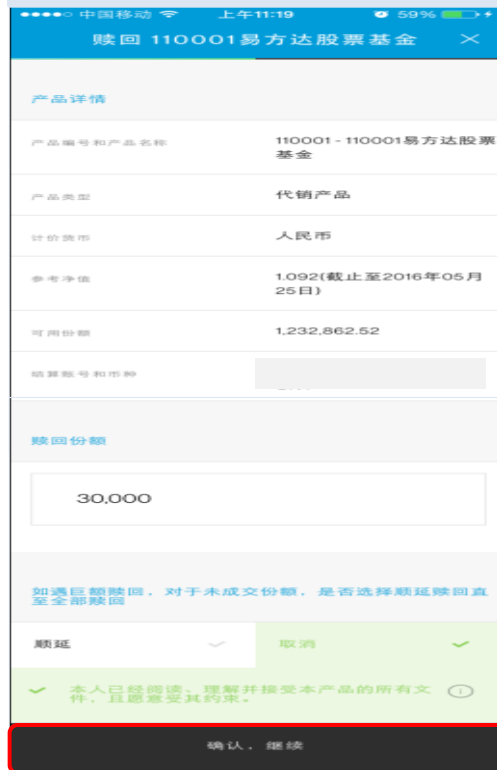 中国移动 上午11:19 59%
赎回 110001易方达股票基金
产品详情
产品编号和产品名称 110001 - 110001易方达股票
基金
产品类型 代销产品
计价货币 人民币
参考净值 1.092(截止至2016年05月
25日)
可用份额 1,232,862.52
结算账号和币种
赎回份额
30,000
如遇巨额赎回，对于未成交份额，是否选择顺延赎回直
至全部赎回
顺延 取消
本人已经阅读、理解并接受本产品的所有文
件，且愿意受其约束。
确认，继续